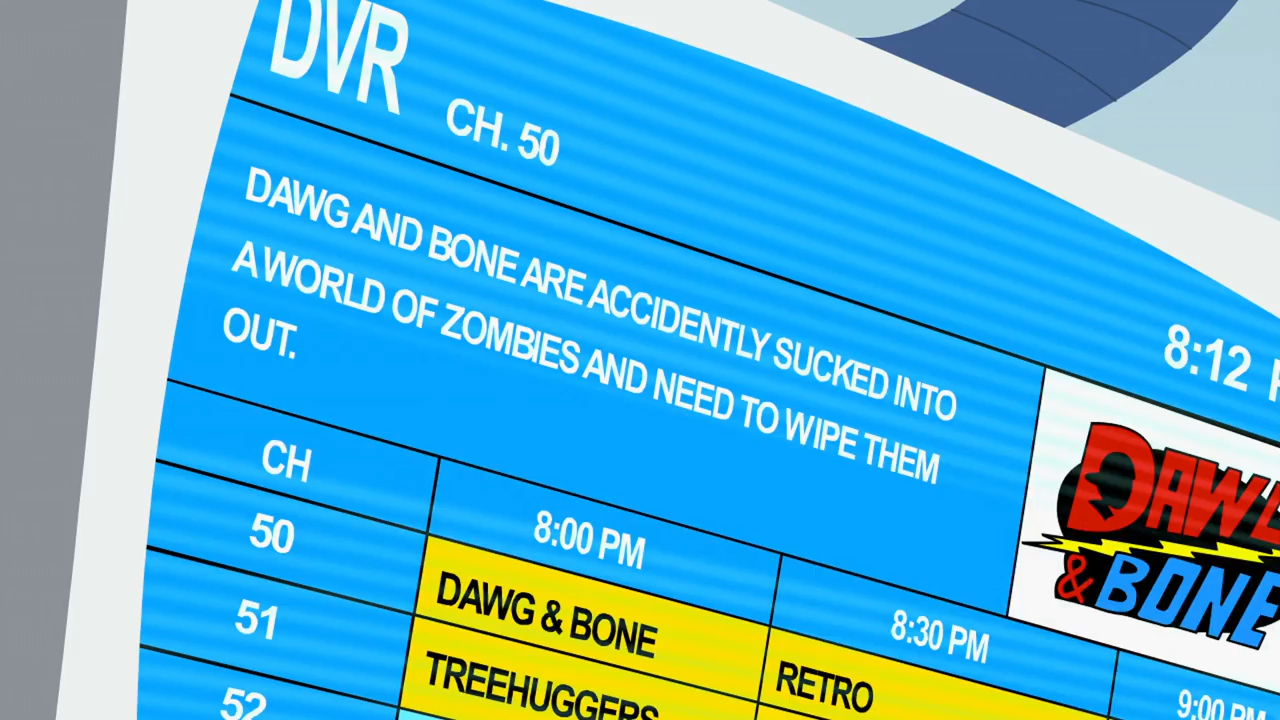 DVR
CH. 50
8:12
DAWG AND BONE ARE ACCIDENTLY SUCKED INTO
A WORLD OF ZOMBIES AND NEED TO WIPE THEM
OUT.
DAWG
& BONE
CH
8:00 PM
8:30 PM
9:00 PM
50
DAWG & BONE
RETRO
51
TREEHUGGERS
52